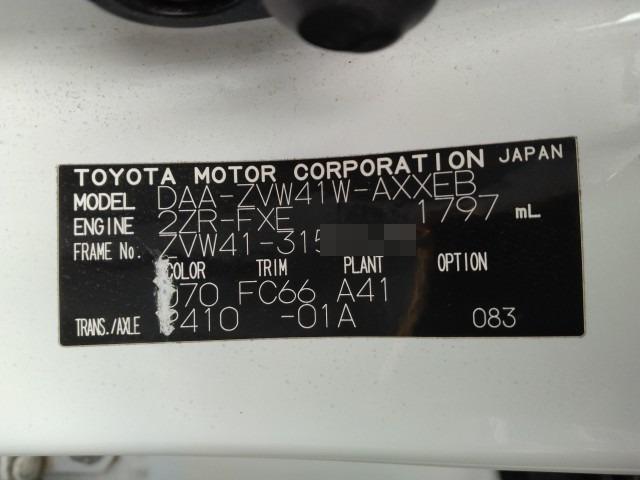 TOYOTA MOTOR CORPORATION JAPAN
MODEL DAA-ZVW41W-AXXEB
ENGINE 2ZR-FXE 1797 mL
FRAME No. ZVW41-315
COLOR TRIM PLANT OPTION
070 FC66 A41
TRANS./AXLE P410 -01A 083